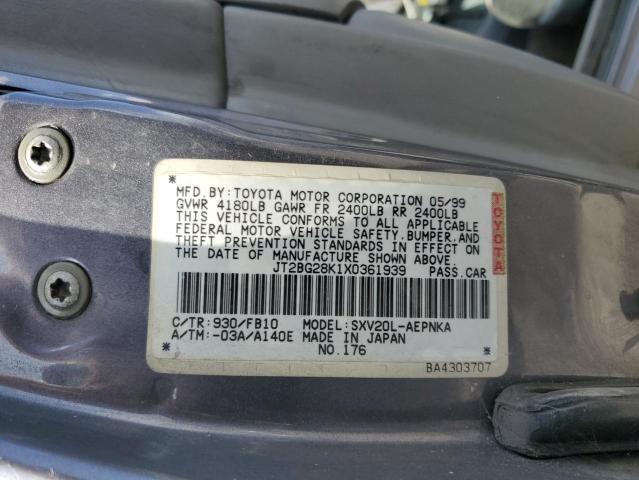 MFD. BY: TOYOTA MOTOR CORPORATION 05/99
GVWR 4180LB GAWR FR 2400LB RR 2400LB
THIS VEHICLE CONFORMS TO ALL APPLICABLE
FEDERAL MOTOR VEHICLE SAFETY, BUMPER, AND
THEFT PREVENTION STANDARDS IN EFFECT ON
THE DATE OF MANUFACTURE SHOWN ABOVE
JT2BG28K1X0361939 PASS.CAR
TOYOTA
C/TR: 930/FB10 MODEL: SXV20L-AEPNKA
A/TM: -03A/A140E MADE IN JAPAN
NO. 176
BA4303707